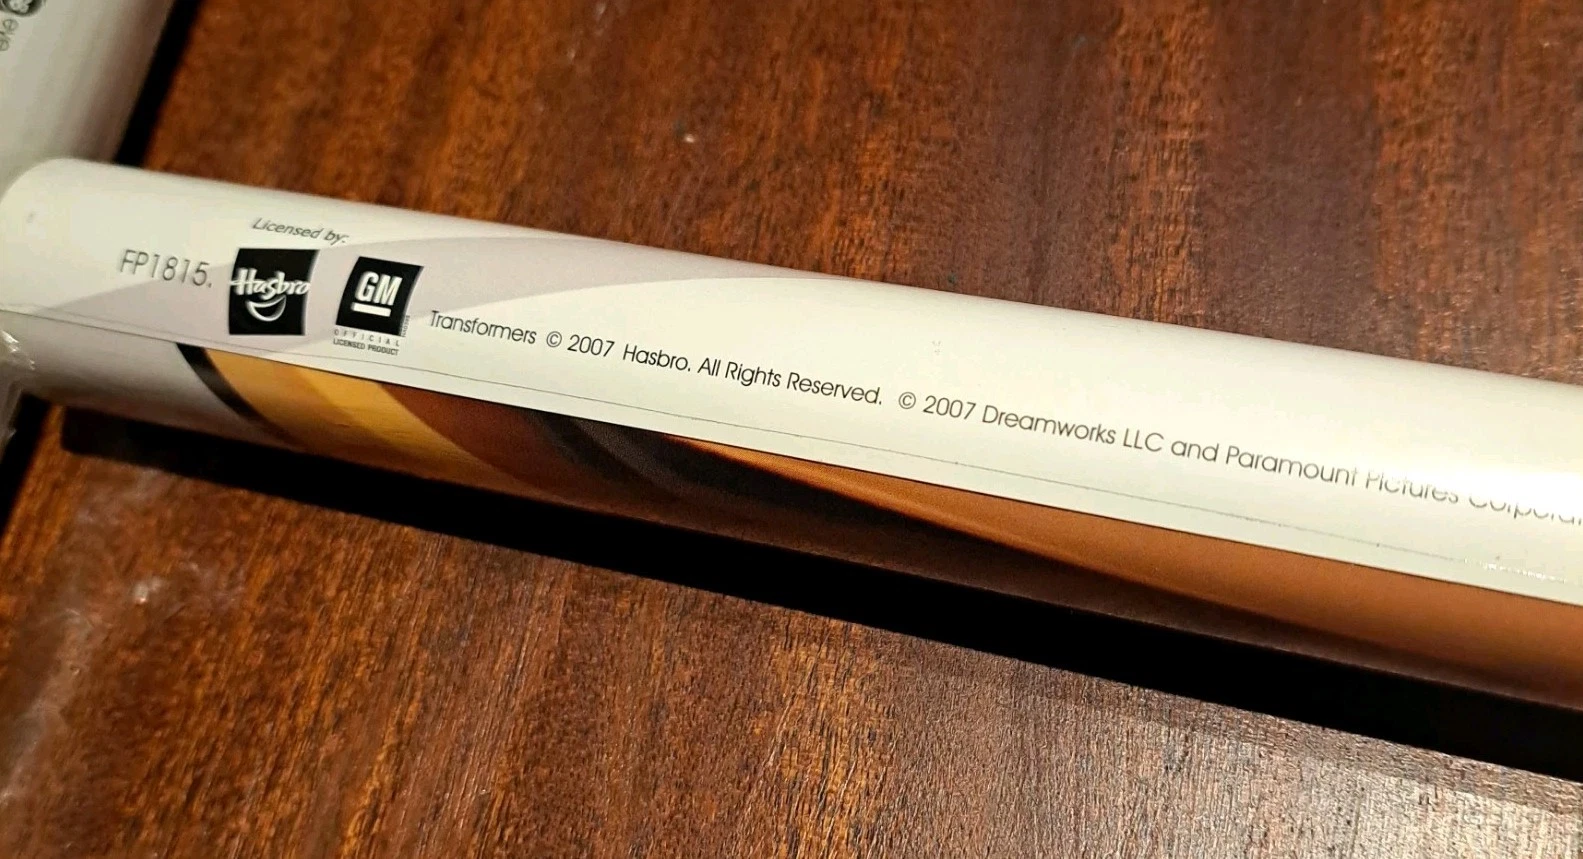 Licensed by:
FP1815.
Hasbro
GM
OFFICIAL
LICENSED PRODUCT
Transformers © 2007 Hasbro. All Rights Reserved. © 2007 Dreamworks LLC and Paramount Pictures